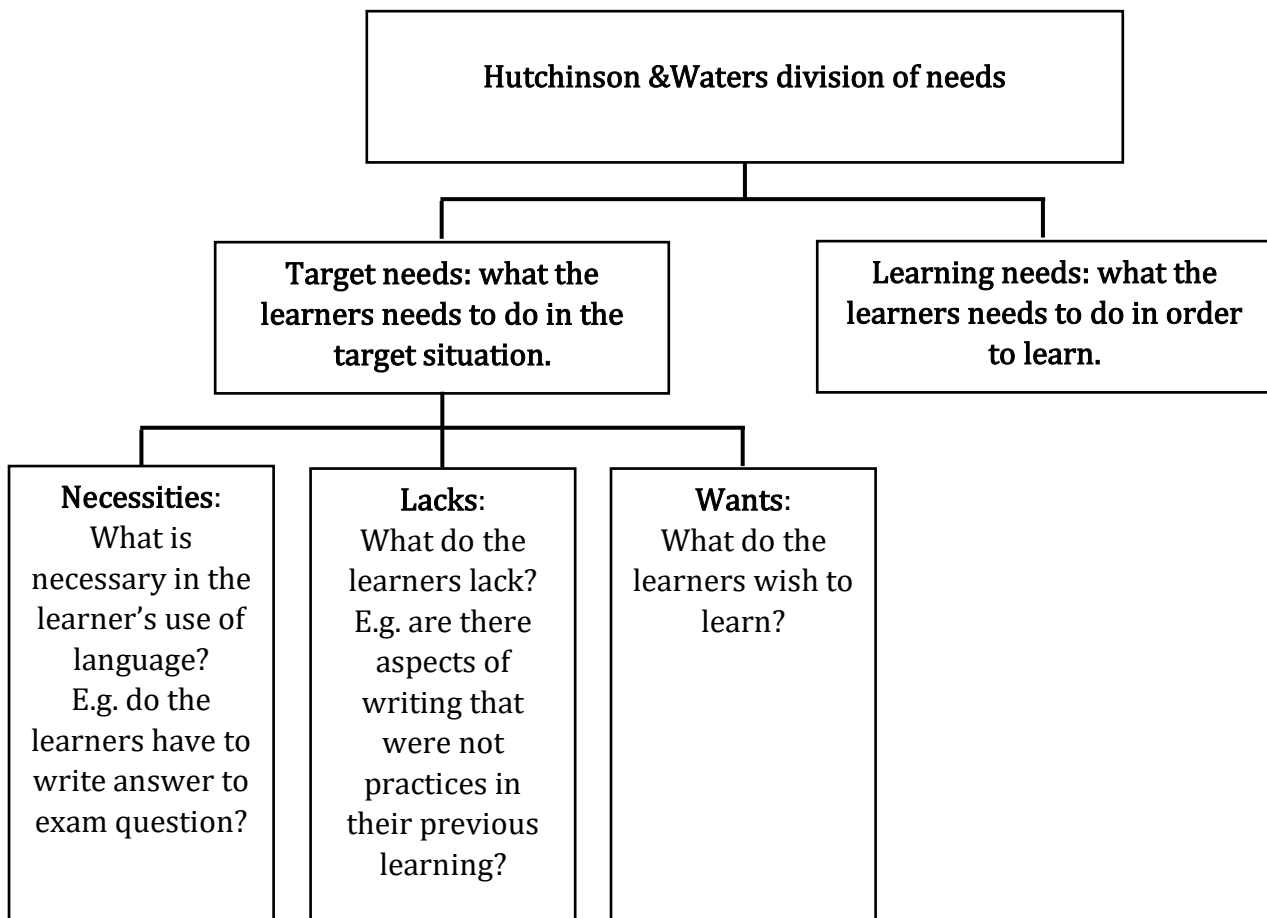 Hutchinson &Waters division of needs
Target needs: what the
learners needs to do in the
target situation.
Learning needs: what the
learners needs to do in order
to learn.
Necessities:
What is
necessary in the
learner’s use of
language?
E.g. do the
learners have to
write answer to
exam question?
Lacks:
What do the
learners lack?
E.g. are there
aspects of
writing that
were not
practices in
their previous
learning?
Wants:
What do the
learners wish to
learn?